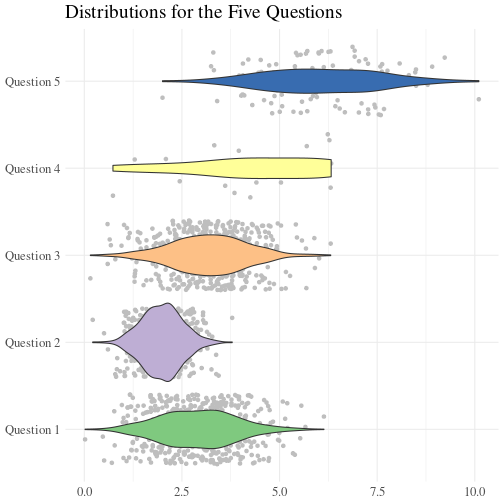 Distributions for the Five Questions
Question 5
Question 4
Question 3
Question 2
Question 1
0.0 2.5 5.0 7.5 10.0